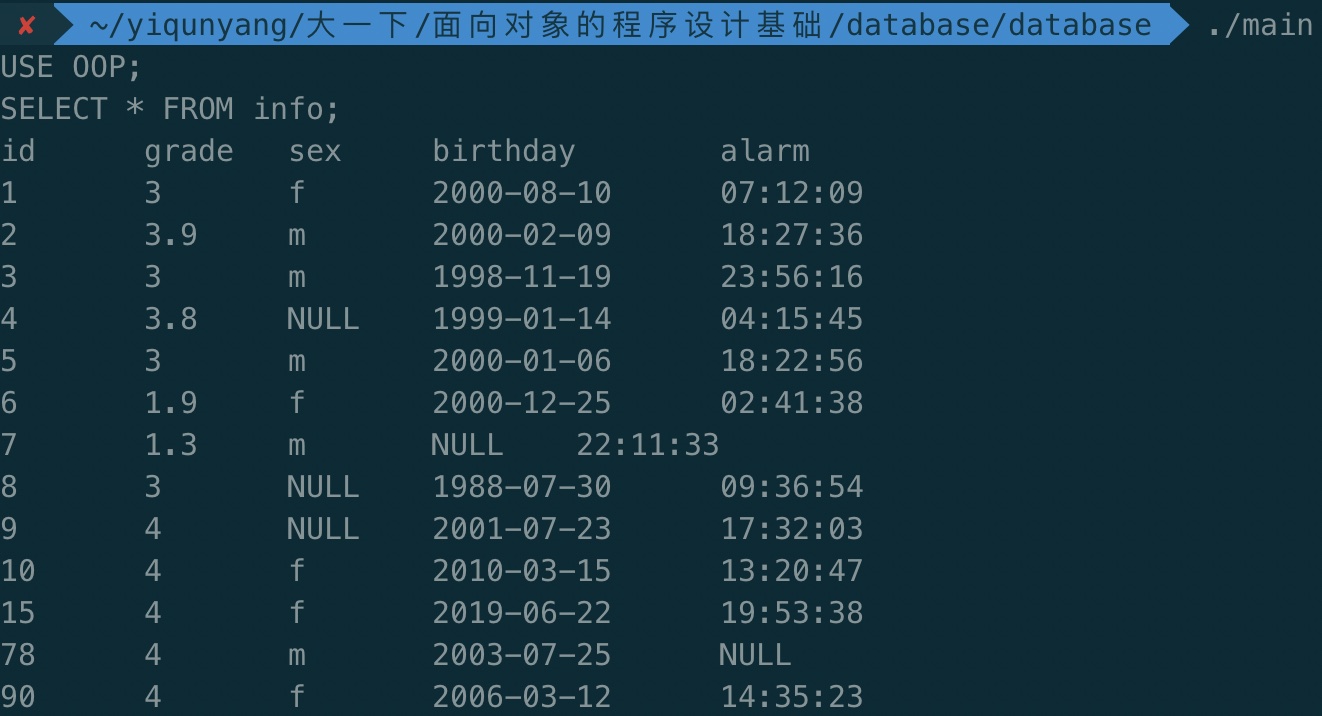 ✘ ~/yiqunyang/大一下/面向对象的程序设计基础/database/database ./main
USE OOP;
SELECT * FROM info;
id grade sex birthday alarm
1 3 f 2000-08-10 07:12:09
2 3.9 m 2000-02-09 18:27:36
3 3 m 1998-11-19 23:56:16
4 3.8 NULL 1999-01-14 04:15:45
5 3 m 2000-01-06 18:22:56
6 1.9 f 2000-12-25 02:41:38
7 1.3 m NULL 22:11:33
8 3 NULL 1988-07-30 09:36:54
9 4 NULL 2001-07-23 17:32:03
10 4 f 2010-03-15 13:20:47
15 4 f 2019-06-22 19:53:38
78 4 m 2003-07-25 NULL
90 4 f 2006-03-12 14:35:23